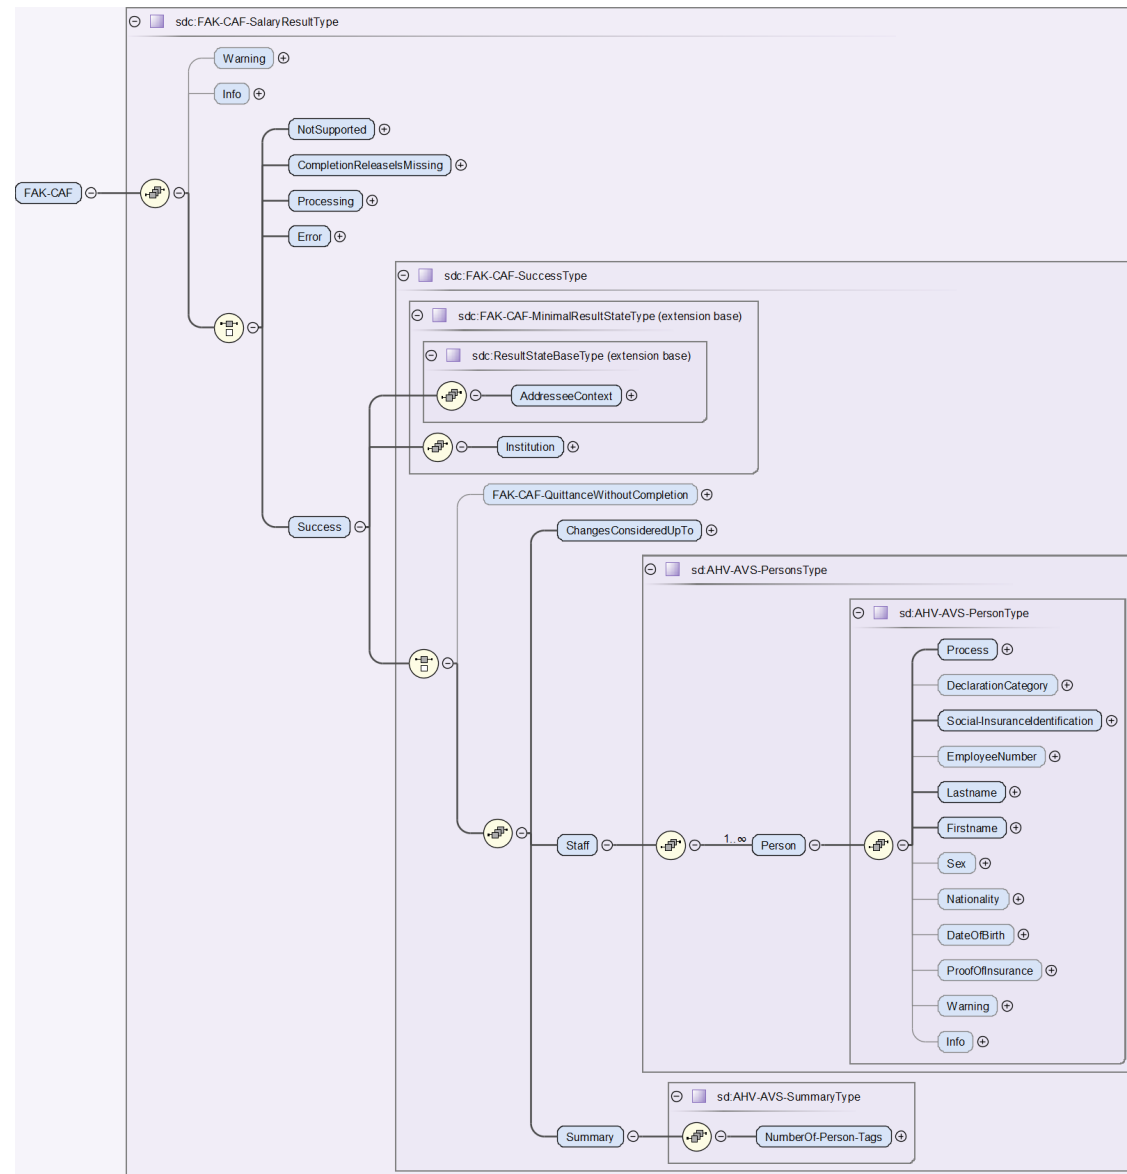 sdc:FAK-CAF-SalaryResultType
Warning
Info
NotSupported
CompletionReleaseIsMissing
FAK-CAF
Processing
Error
sdc:FAK-CAF-SuccessType
sdc:FAK-CAF-MinimalResultStateType (extension base)
sdc:ResultStateBaseType (extension base)
AddresseeContext
Institution
FAK-CAF-QuittanceWithoutCompletion
Success
ChangesConsideredUpTo
sd:AHV-AVS-PersonsType
sd:AHV-AVS-PersonType
Process
DeclarationCategory
Social-InsuranceIdentification
EmployeeNumber
Lastname
Firstname
Staff
1..∞
Person
Sex
Nationality
DateOfBirth
ProofOfInsurance
Warning
Info
sd:AHV-AVS-SummaryType
Summary
NumberOf-Person-Tags